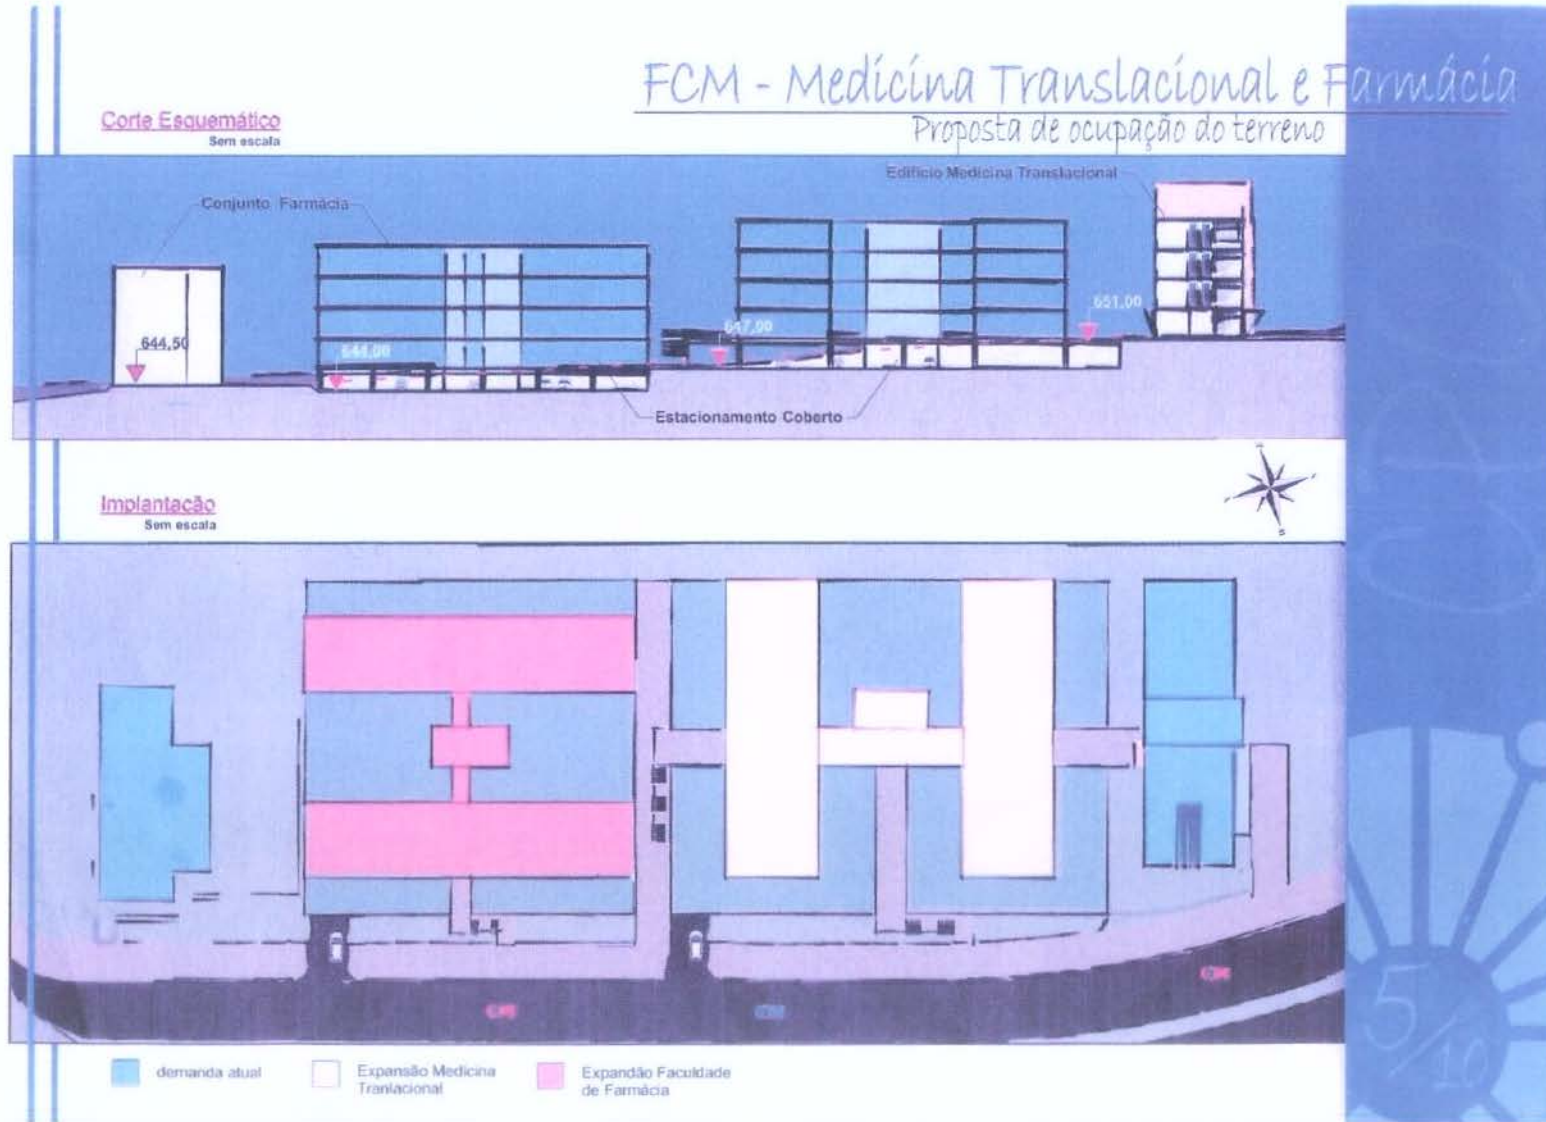 FCM - Medicina Translacional e Farmácia
Proposta de ocupação do terreno
Corte Esquemático
Sem escala
Edifício Medicina Translacional
Conjunto Farmácia
651,00
647,00
644,50
644,00
Estacionamento Coberto
Implantacão
Sem escala
S
demanda atual
Expansão Medicina
Tranlacional
Expandão Faculdade
de Farmácia
5/10